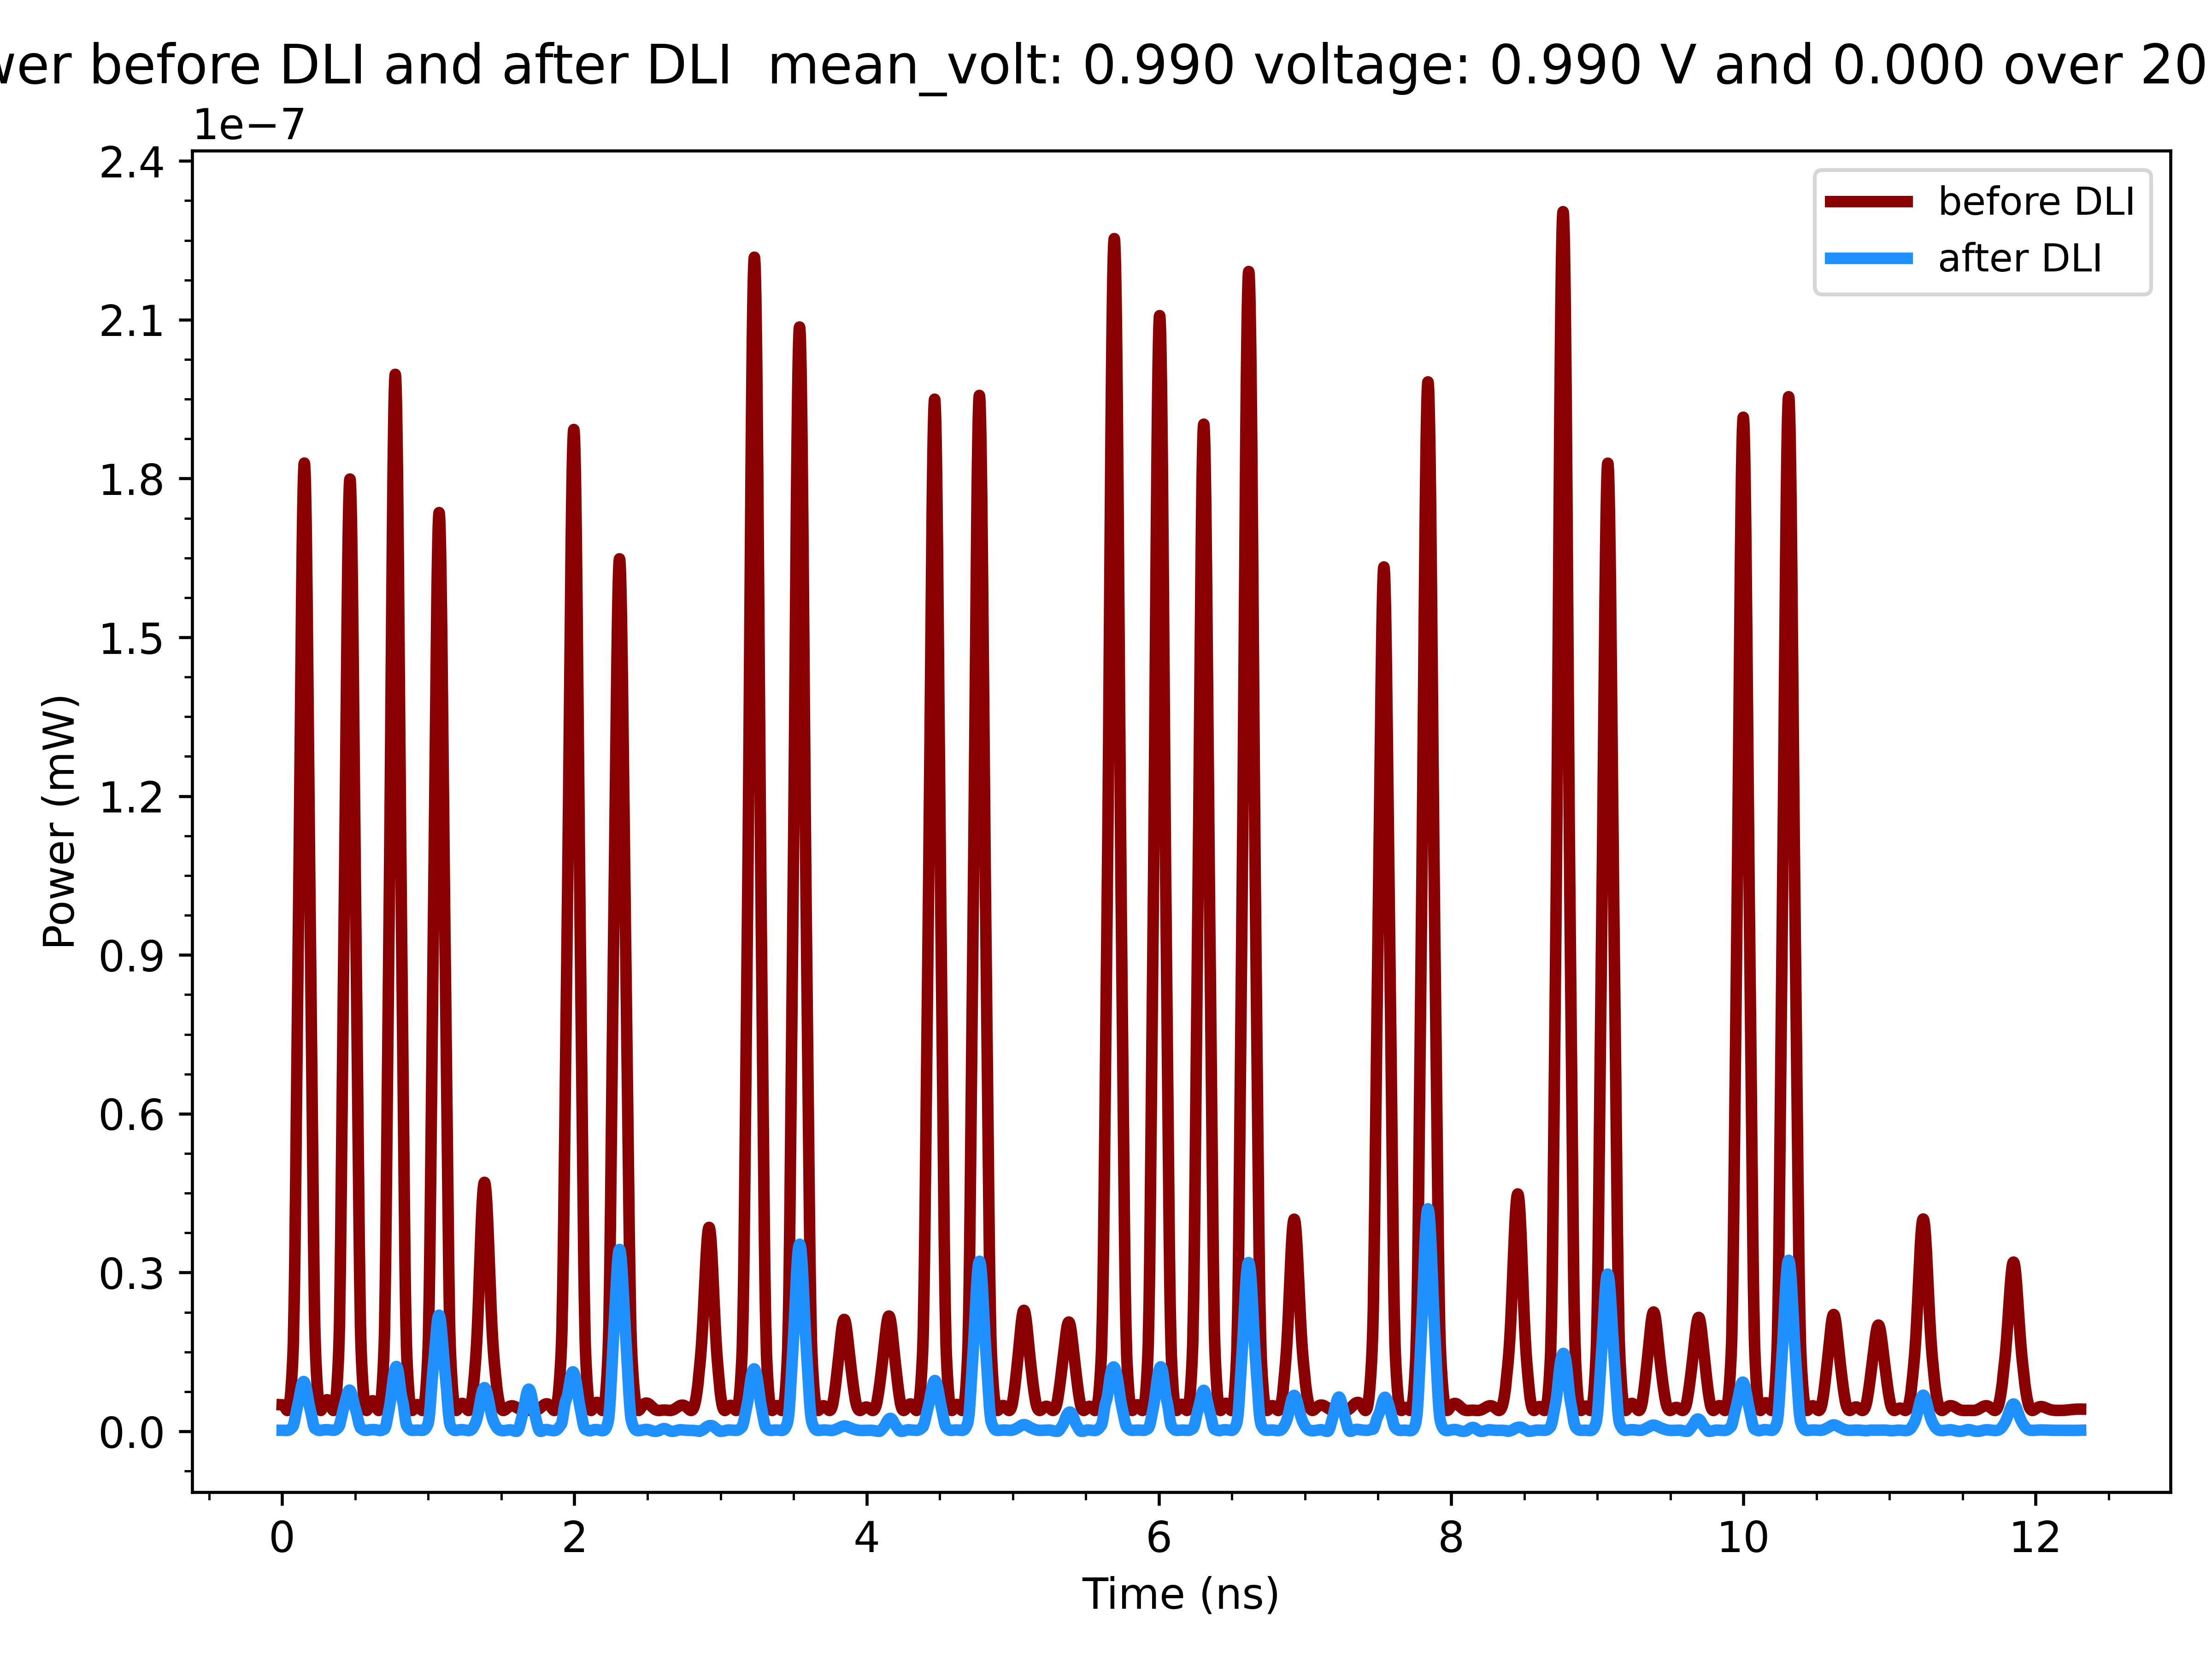 before DLI and after DLI  mean_volt: 0.990 voltage: 0.990 V and 0.000 over 20
1e−7
2.4
2.1
1.8
1.5
1.2
0.9
0.6
0.3
0.0
Power (mW)
before DLI
after DLI
0 2 4 6 8 10 12
Time (ns)